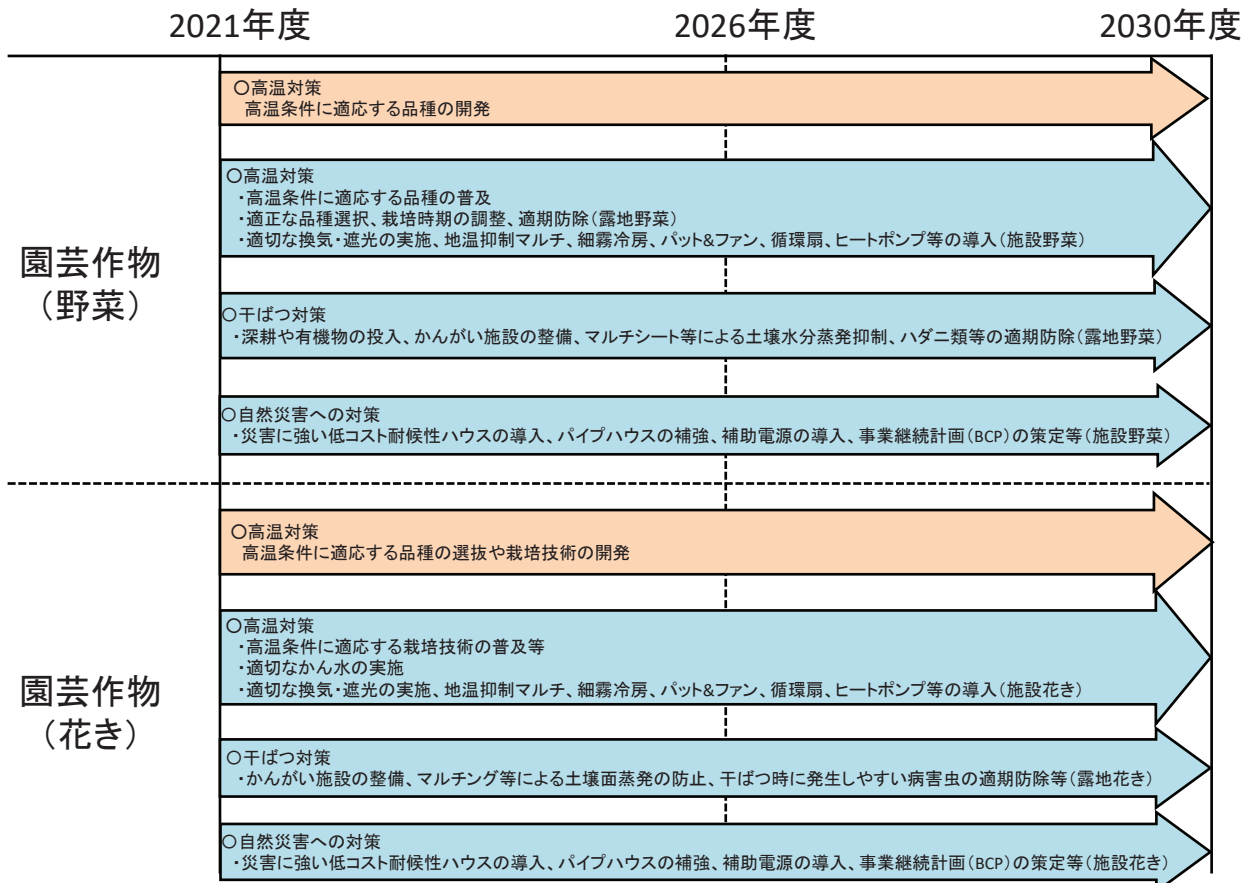 2021年度 2026年度 2030年度
○高温対策
高温条件に適応する品種の開発
○高温対策
・高温条件に適応する品種の普及
・適正な品種選択、栽培時期の調整、適期防除(露地野菜)
・適切な換気・遮光の実施、地温抑制マルチ、細霧冷房、パット&ファン、循環扇、ヒートポンプ等の導入(施設野菜)
園芸作物
(野菜)
○干ばつ対策
・深耕や有機物の投入、かんがい施設の整備、マルチシート等による土壌水分蒸発抑制、ハダニ類等の適期防除(露地野菜)
○自然災害への対策
・災害に強い低コスト耐候性ハウスの導入、パイプハウスの補強、補助電源の導入、事業継続計画(BCP)の策定等(施設野菜)
○高温対策
高温条件に適応する品種の選抜や栽培技術の開発
○高温対策
・高温条件に適応する栽培技術の普及等
・適切なかん水の実施
・適切な換気・遮光の実施、地温抑制マルチ、細霧冷房、パット&ファン、循環扇、ヒートポンプ等の導入(施設花き)
園芸作物
(花き)
○干ばつ対策
・かんがい施設の整備、マルチング等による土壌面蒸発の防止、干ばつ時に発生しやすい病害虫の適期防除等(露地花き)
○自然災害への対策
・災害に強い低コスト耐候性ハウスの導入、パイプハウスの補強、補助電源の導入、事業継続計画(BCP)の策定等(施設花き)